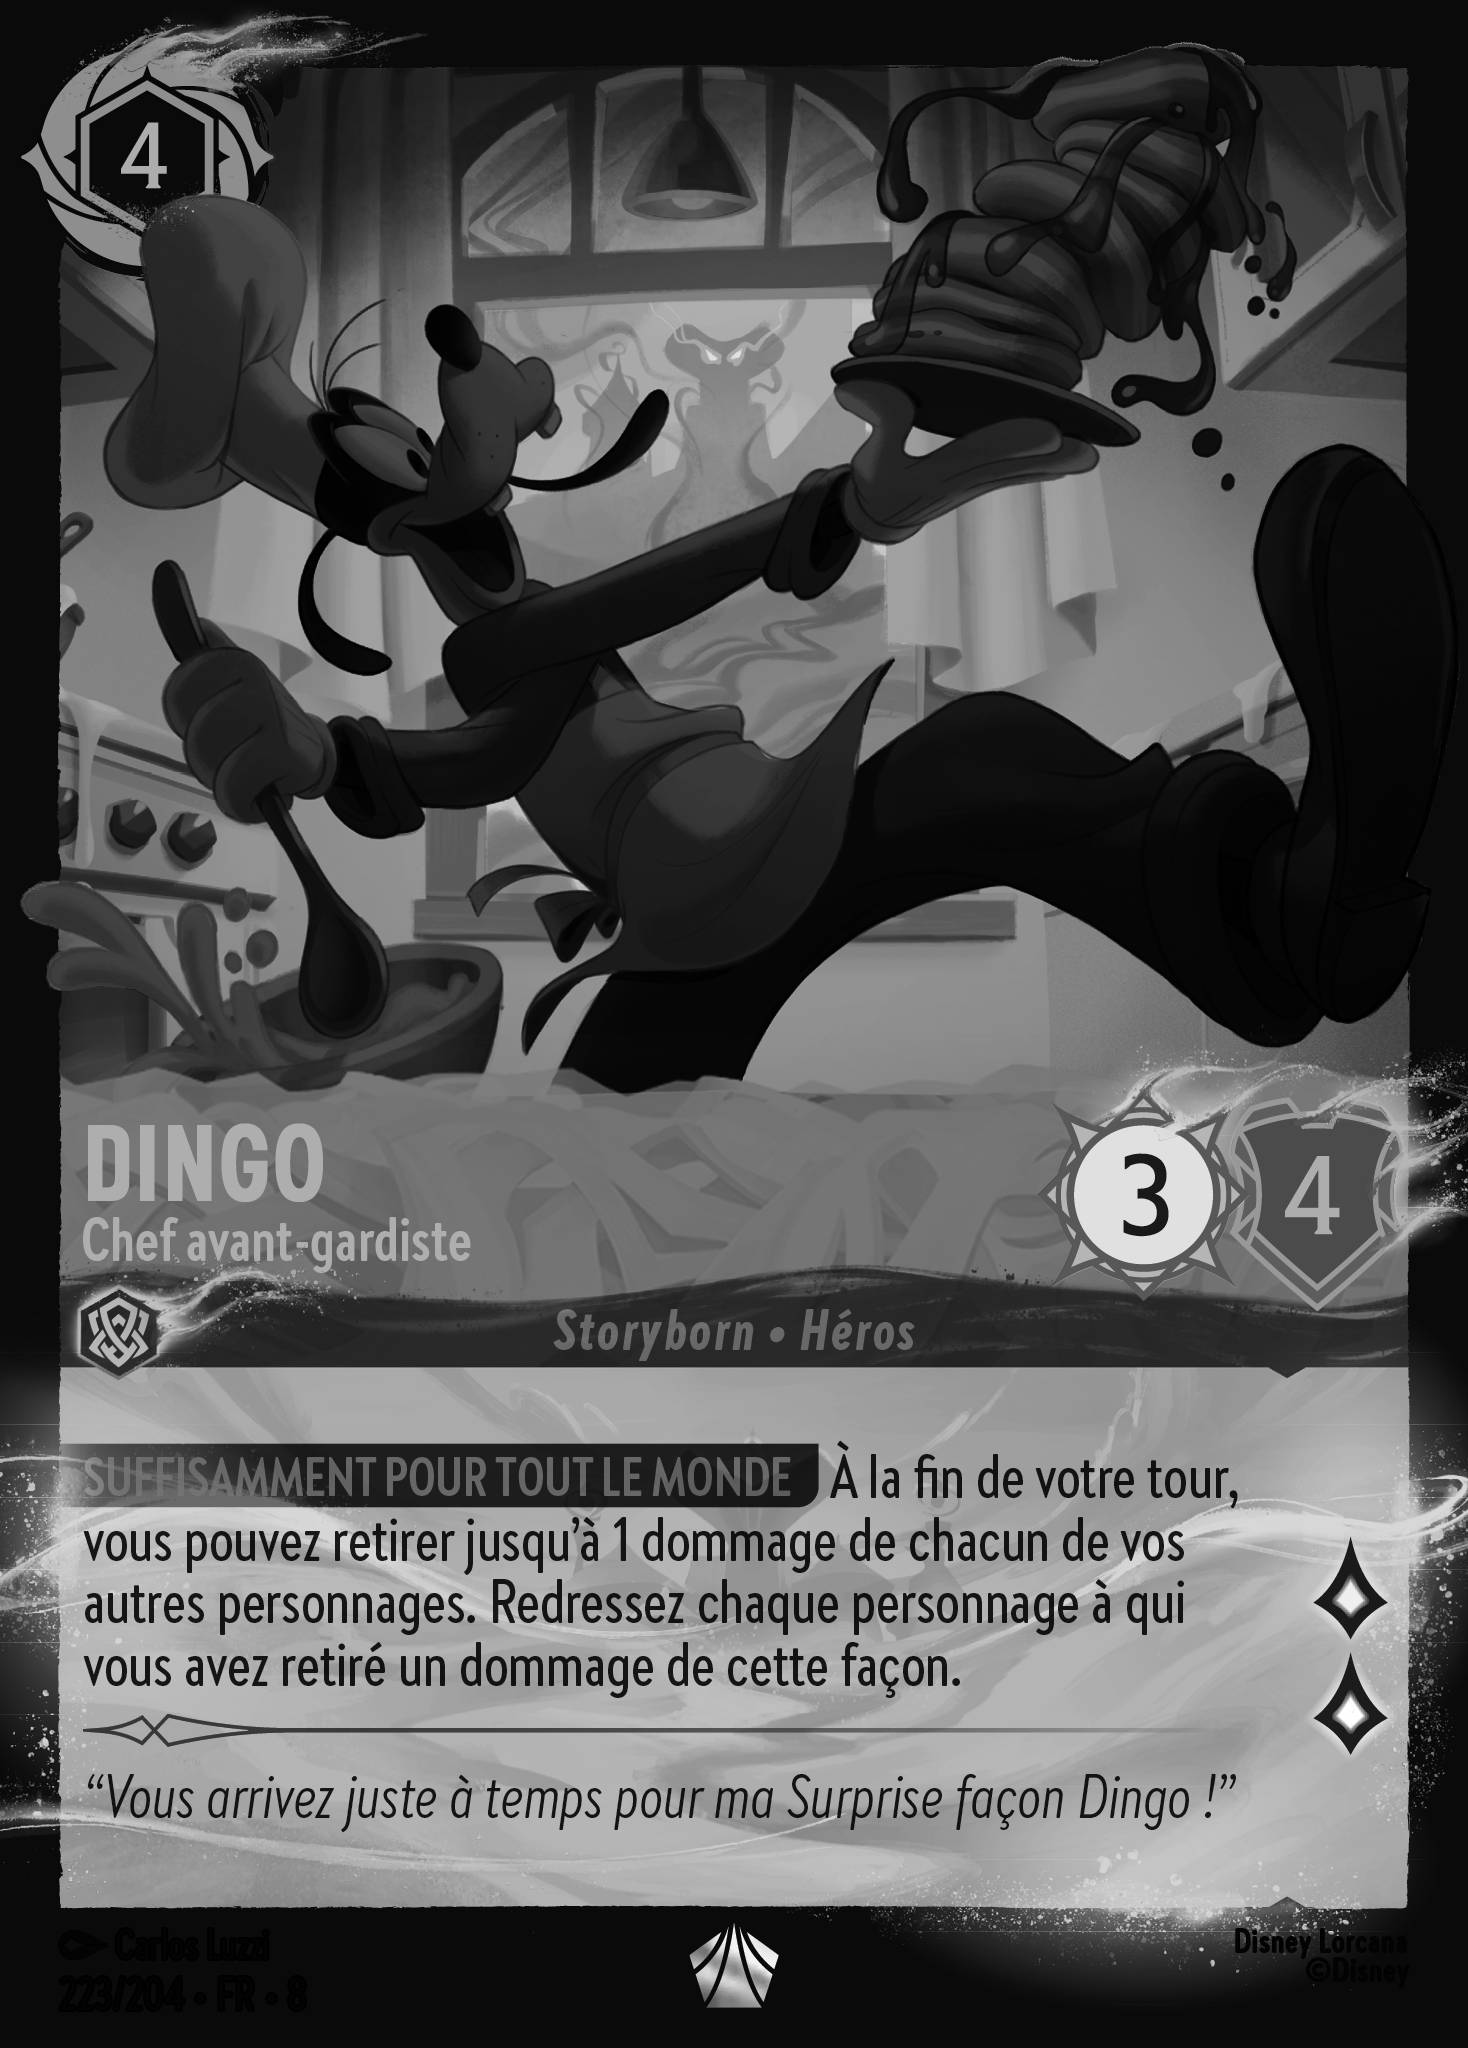 4
DINGO
Chef avant-gardiste
3
4
Storyborn • Héros
SUFFISAMMENT POUR TOUT LE MONDE À la fin de votre tour,
vous pouvez retirer jusqu’à 1 dommage de chacun de vos
autres personnages. Redressez chaque personnage à qui
vous avez retiré un dommage de cette façon.
“Vous arrivez juste à temps pour ma Surprise façon Dingo !”
Carlos Luzzi
223/204 • FR • 8
Disney Lorcana
©Disney